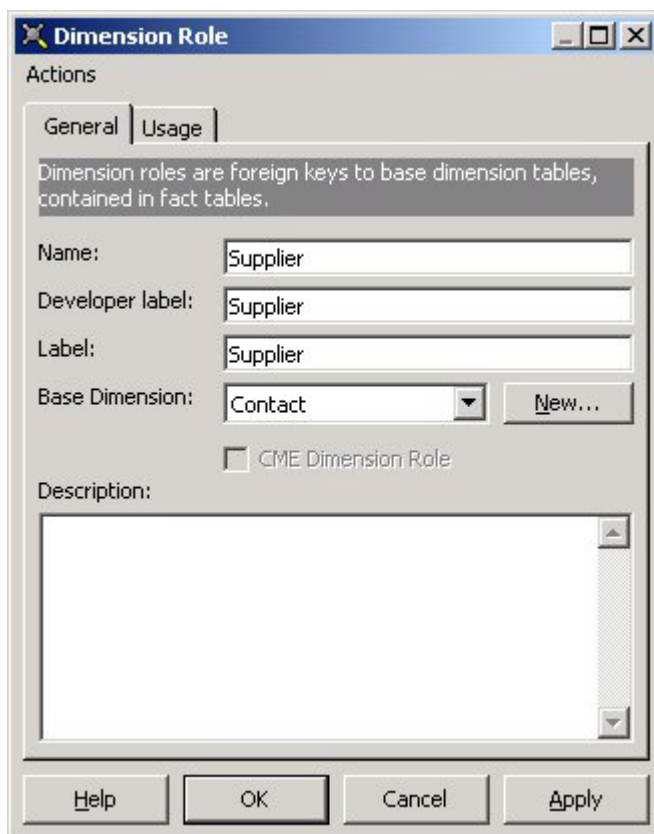 Dimension Role
Actions
General Usage
Dimension roles are foreign keys to base dimension tables,
contained in fact tables.
Name: Supplier
Developer label: Supplier
Label: Supplier
Base Dimension: Contact New...
CME Dimension Role
Description:
Help OK Cancel Apply